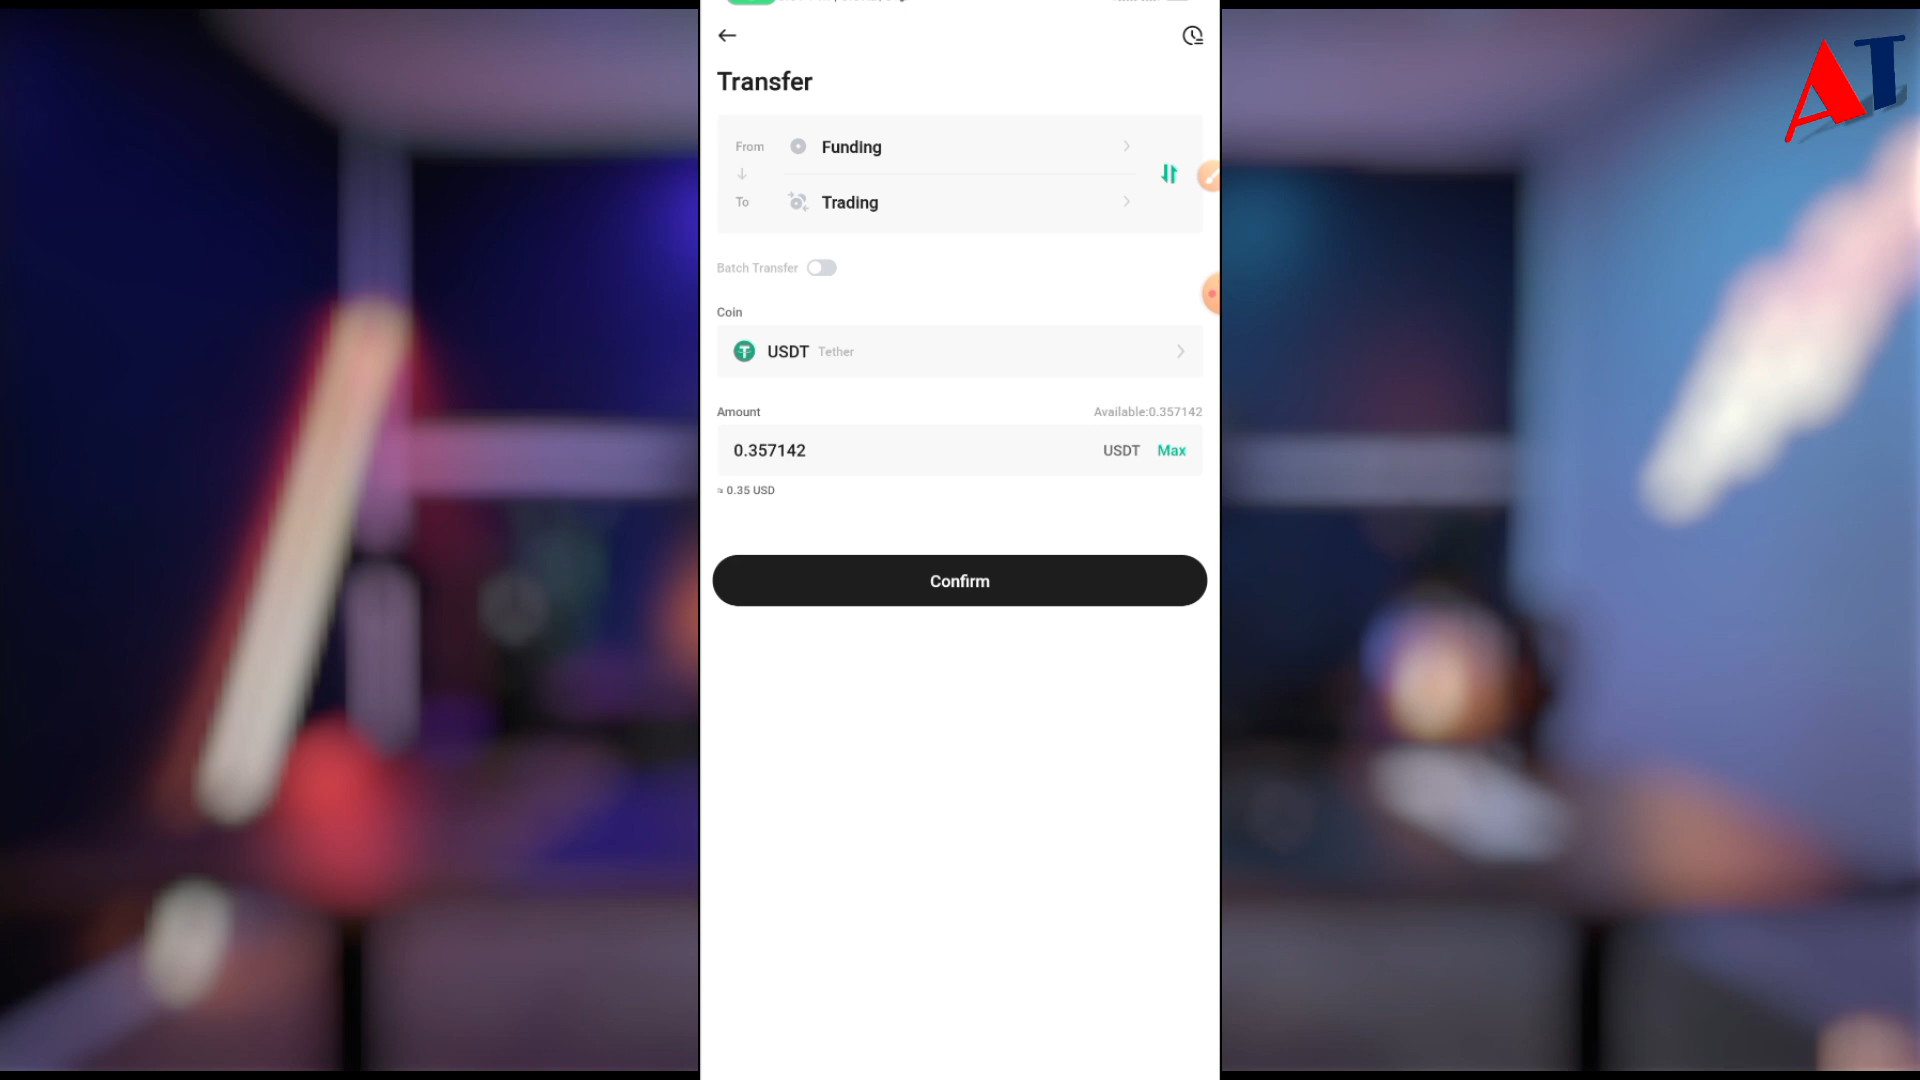 AT
Transfer
From Funding
To Trading
Batch Transfer
Coin
USDT Tether
Amount Available:0.357142
0.357142 USDT Max
≈ 0.35 USD
Confirm